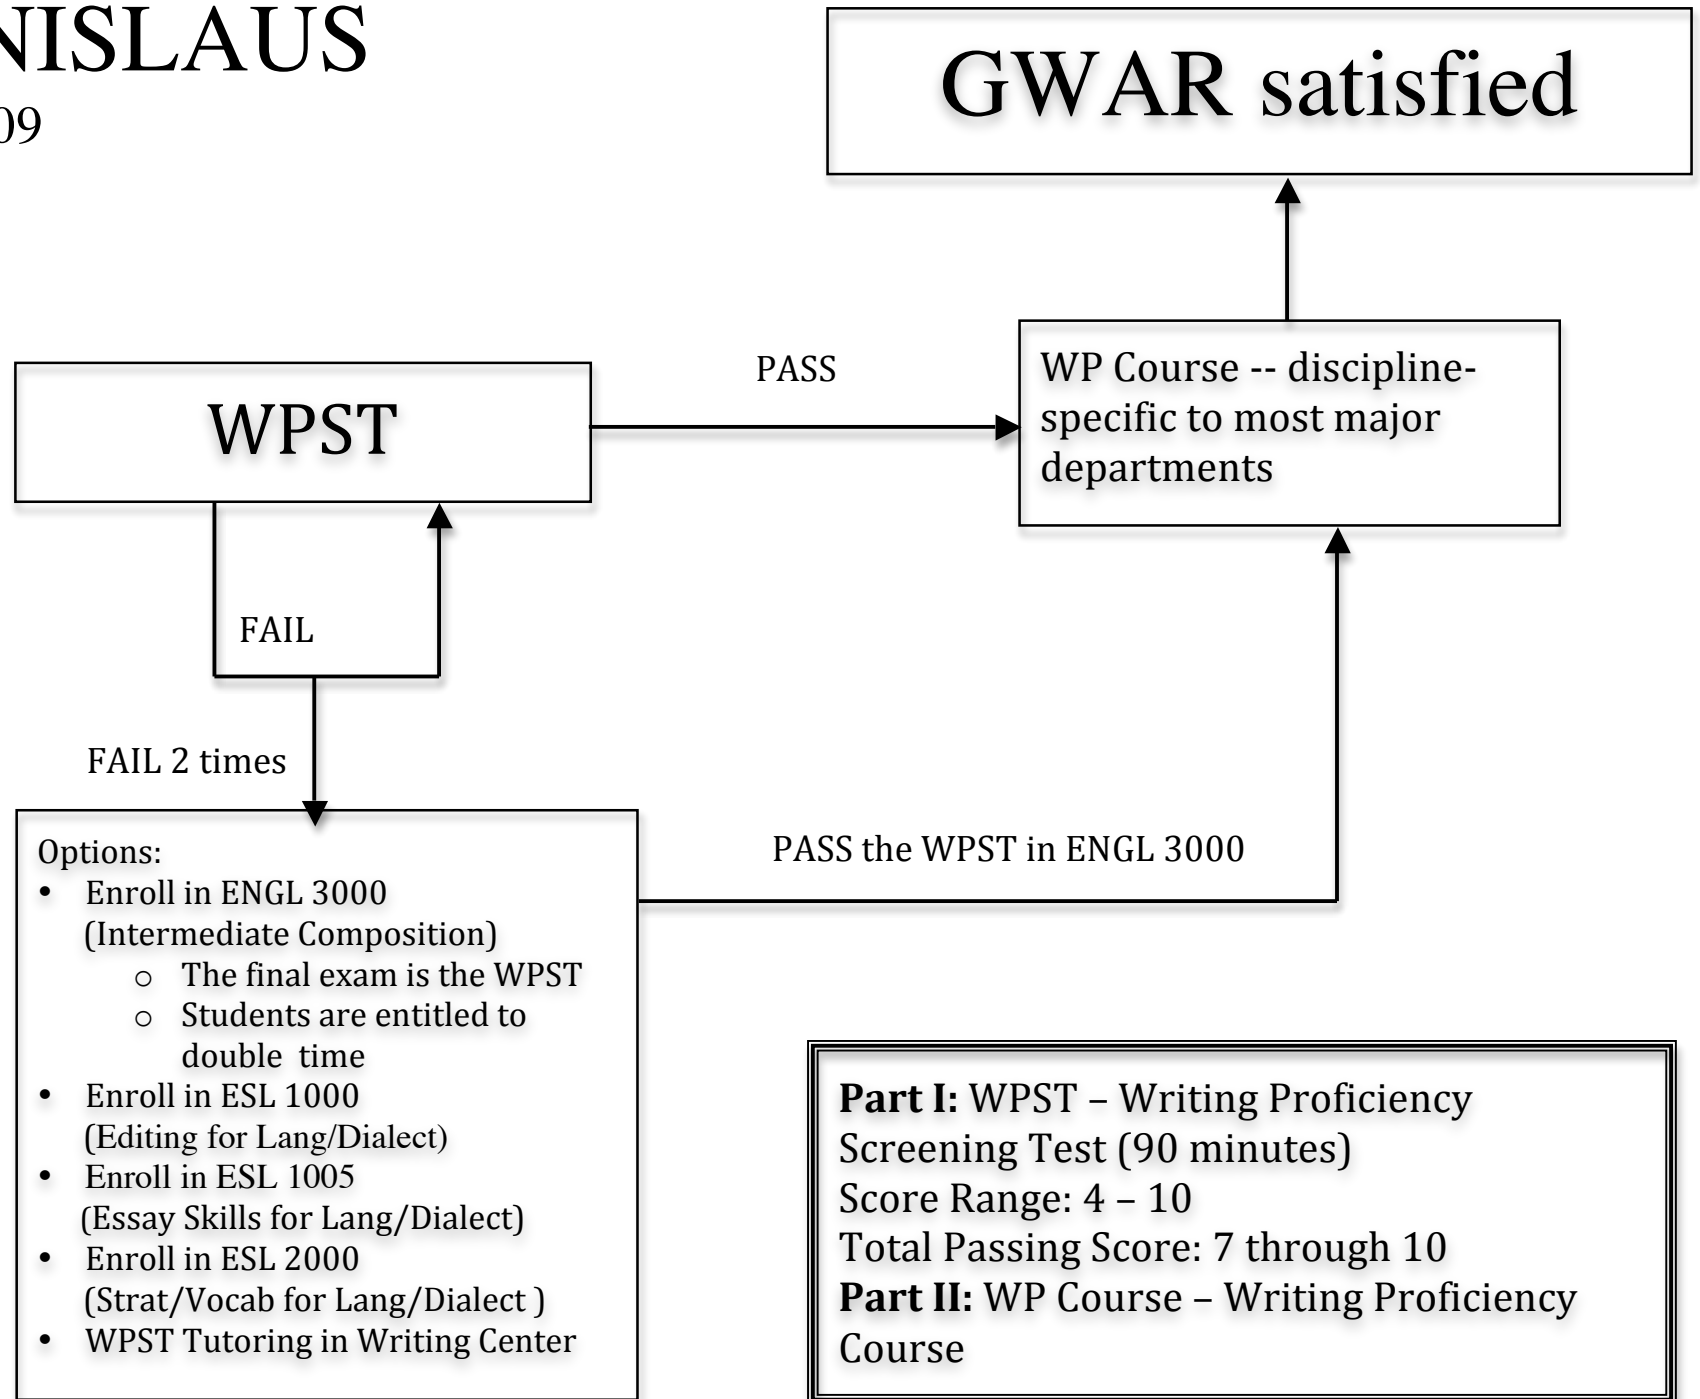 NISLAUS
09
GWAR satisfied
WPST
PASS
WP Course -- discipline-
specific to most major
departments
FAIL
FAIL 2 times
Options:
• Enroll in ENGL 3000
(Intermediate Composition)
o The final exam is the WPST
o Students are entitled to
double time
• Enroll in ESL 1000
(Editing for Lang/Dialect)
• Enroll in ESL 1005
(Essay Skills for Lang/Dialect)
• Enroll in ESL 2000
(Strat/Vocab for Lang/Dialect )
• WPST Tutoring in Writing Center
PASS the WPST in ENGL 3000
Part I: WPST – Writing Proficiency
Screening Test (90 minutes)
Score Range: 4 – 10
Total Passing Score: 7 through 10
Part II: WP Course – Writing Proficiency
Course